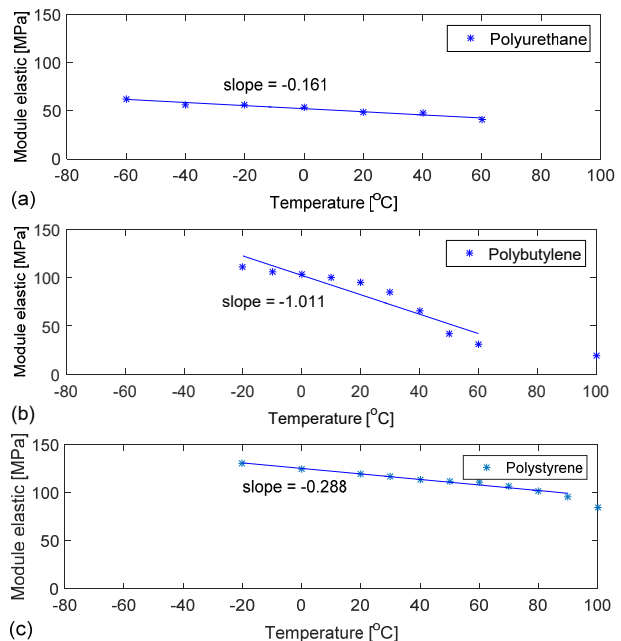 Module elastic [MPa]
150
100
50
0
Polyurethane
slope = -0.161
-80 -60 -40 -20 0 20 40 60 80 100
Temperature [°C]
(a)
Module elastic [MPa]
150
100
50
0
Polybutylene
slope = -1.011
-80 -60 -40 -20 0 20 40 60 80 100
Temperature [°C]
(b)
Module elastic [MPa]
150
100
50
0
Polystyrene
slope = -0.288
-80 -60 -40 -20 0 20 40 60 80 100
Temperature [°C]
(c)